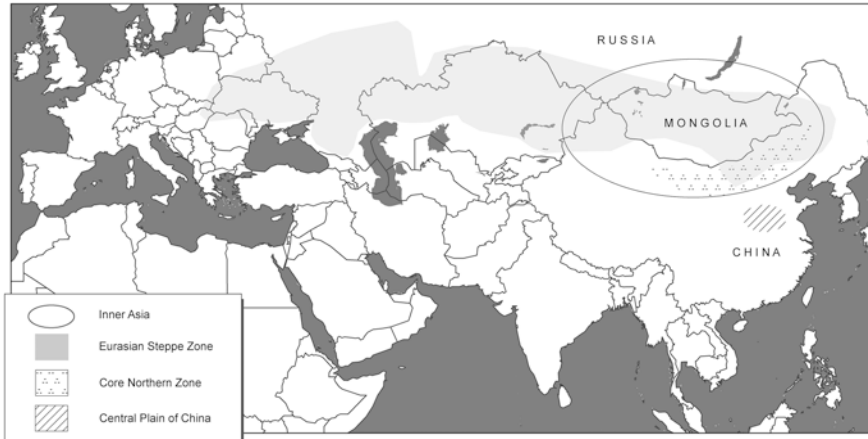 RUSSIA
MONGOLIA
CHINA
Inner Asia
Eurasian Steppe Zone
Core Northern Zone
Central Plain of China